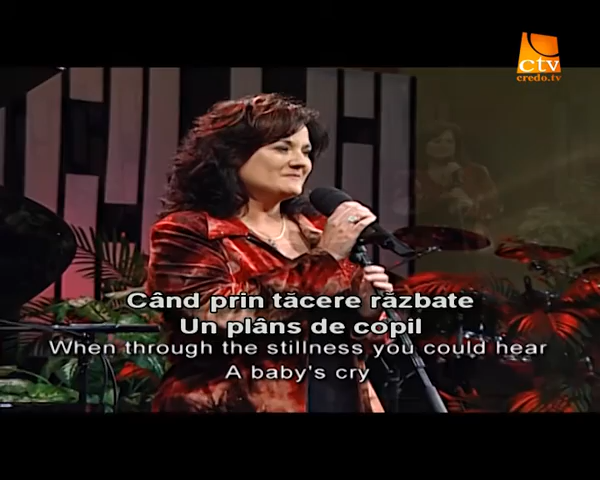 ctv
credo.tv
Când prin tăcere răzbate
Un plâns de copil
When through the stillness you could hear
A baby's cry